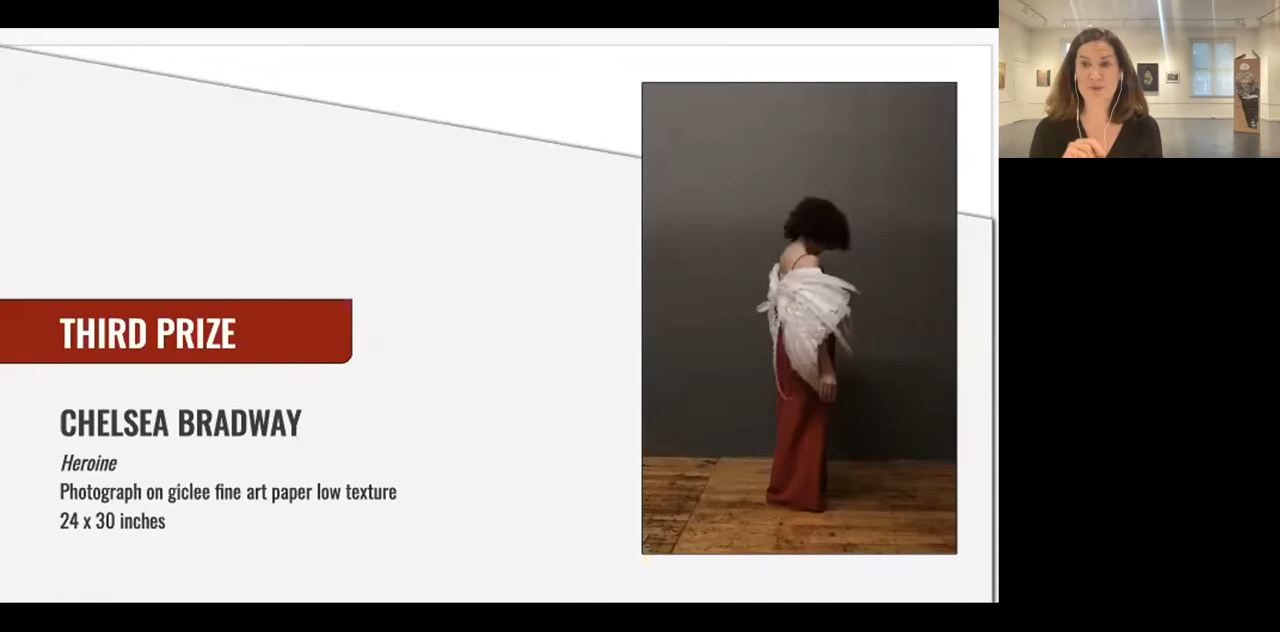 THIRD PRIZE
CHELSEA BRADWAY
Heroine
Photograph on giclee fine art paper low texture
24 x 30 inches